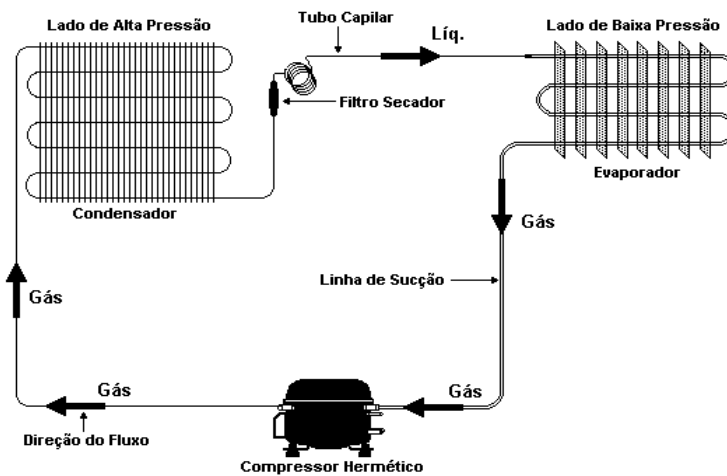 Lado de Alta Pressão
Tubo Capilar
Líq.
Lado de Baixa Pressão
Filtro Secador
Condensador
Evaporador
Gás
Linha de Sucção
Gás
Gás
Gás
Direção do Fluxo
Compressor Hermético